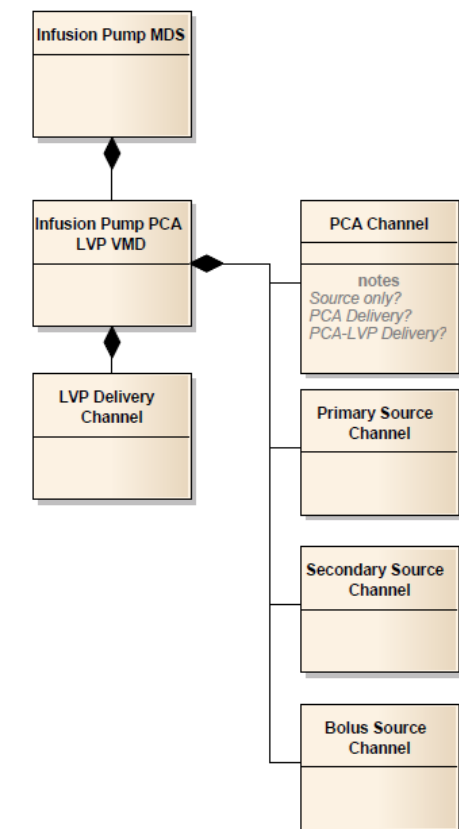 Infusion Pump MDS
Infusion Pump PCA
LVP VMD
PCA Channel
notes
Source only?
PCA Delivery?
PCA-LVP Delivery?
LVP Delivery
Channel
Primary Source
Channel
Secondary Source
Channel
Bolus Source
Channel